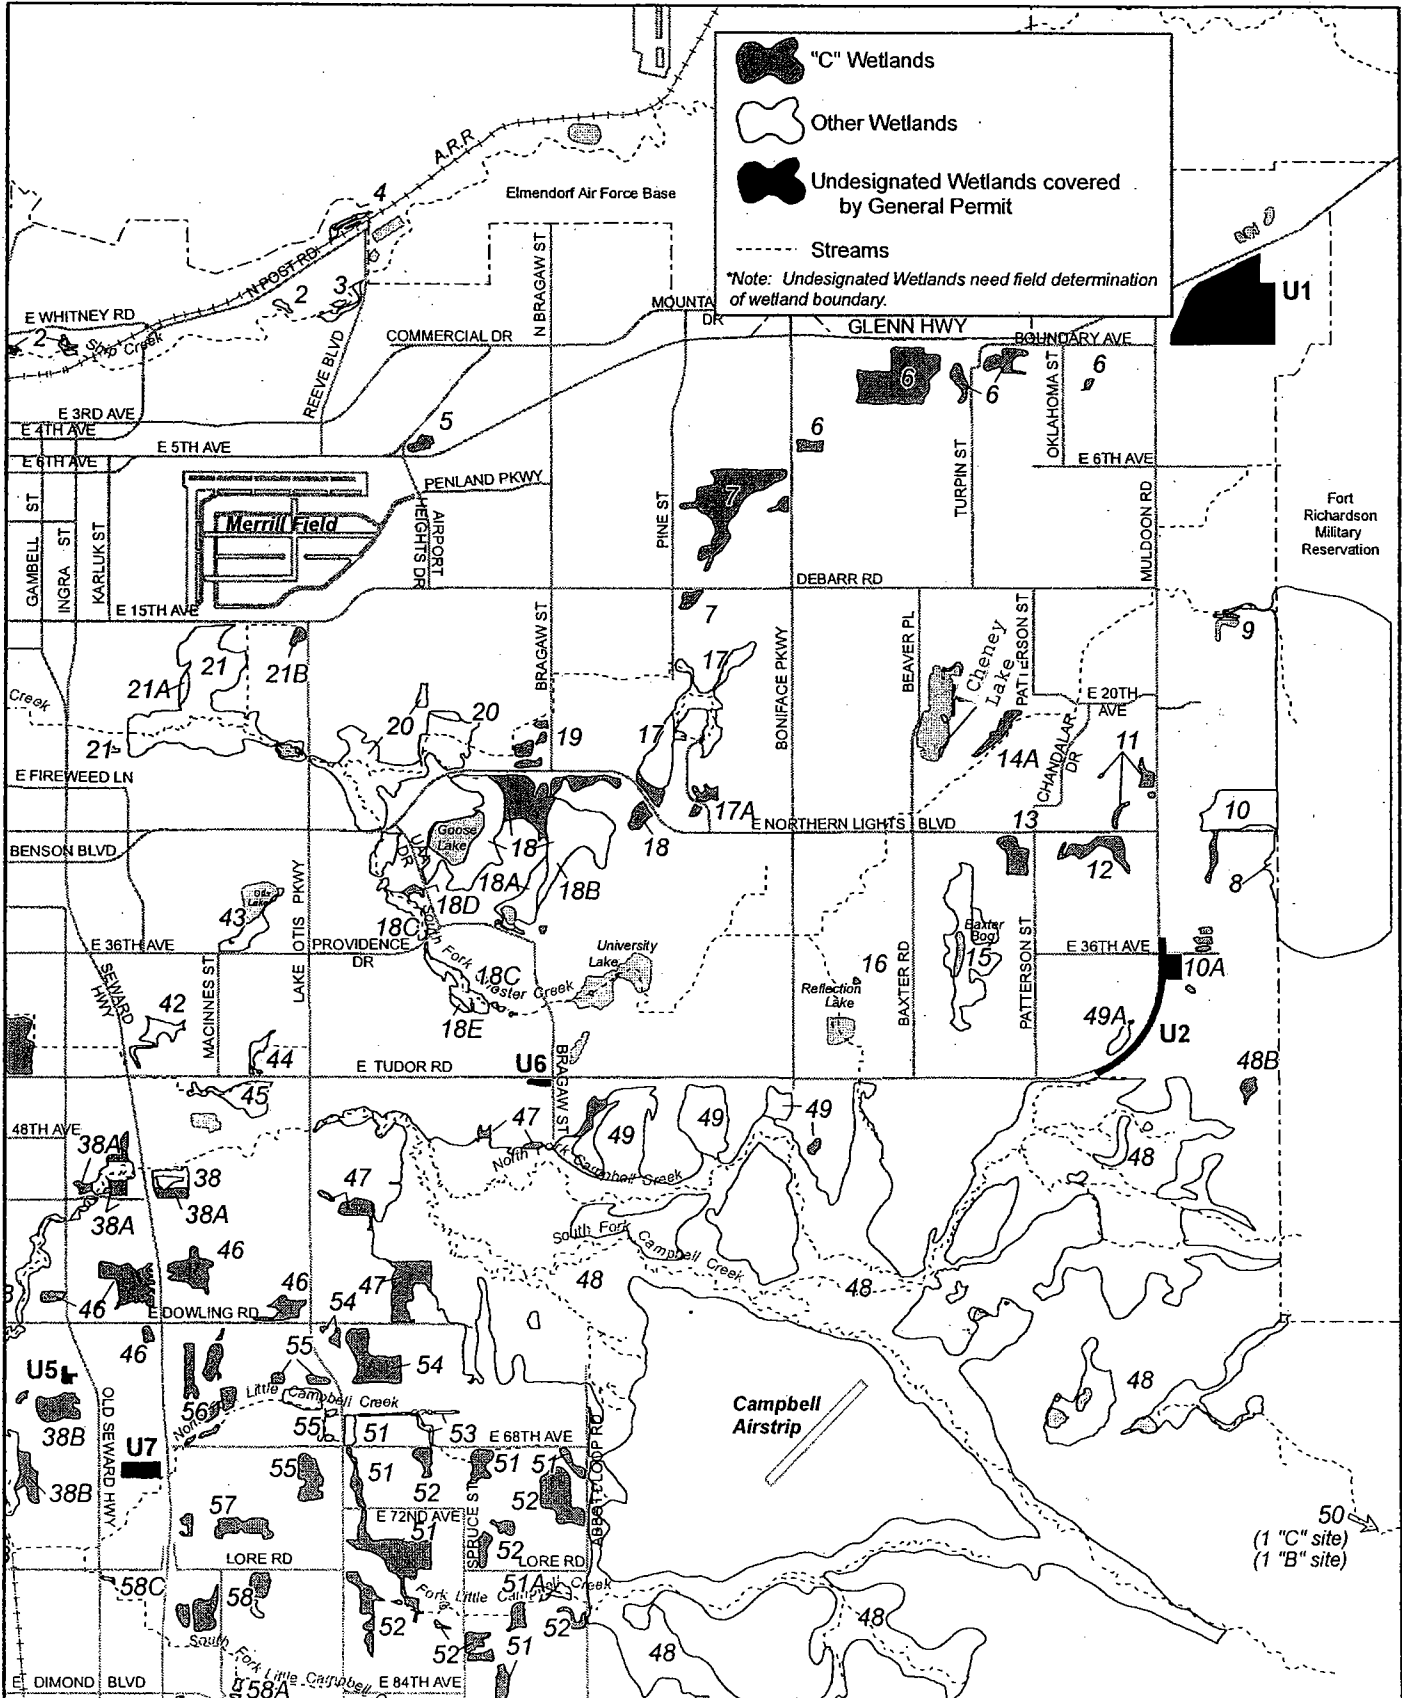 "C" Wetlands
Other Wetlands
Undesignated Wetlands covered
by General Permit
Streams
*Note: Undesignated Wetlands need field determination
of wetland boundary.
A.R.R
4
Elmendorf Air Force Base
N POST RD
2
3
E WHITNEY RD
2
Ship Creek
REEVE BLVD
COMMERCIAL DR
N BRAGAW ST
DR
GLENN HWY
BOUNDARY AVE
U1
6
6
6
6
OKLAHOMA ST
E 3RD AVE
E 4TH AVE
E 5TH AVE
E 6TH AVE
5
E 6TH AVE
PENLAND PKWY
Merrill Field
AIRPORT
HEIGHTS DR
GAMBELL ST
INGRA ST
KARLUK ST
PINE ST
7
TURPIN ST
MULDOON RD
Fort
Richardson
Military
Reservation
DEBARR RD
E 15TH AVE
7
9
21
21A
21B
BRAGAW ST
17
BONIFACE PKWY
BEAVER PL
Cheney
Lake
PATTERSON ST
E 20TH
AVE
Creek
20
20
21
19
17
14A
CHANDALAR
DR
11
E FIREWEED LN
17A
E NORTHERN LIGHTS BLVD
13
10
Goose
Lake
18
18
BENSON BLVD
UAA
DR
18A
18B
12
8
18D
18C
43
LAKE OTIS PKWY
E 36TH AVE
PROVIDENCE
DR
South Fork Chester Creek
18C
18E
University
Lake
16
Reflection
Lake
BAXTER RD
Baxter
Bog
15
PATTERSON ST
E 36TH AVE
10A
49A
U2
SEWARD
HWY
MACINNES ST
42
44
E TUDOR RD
U6
BRAGAW ST
48B
45
48TH AVE
38A
38
38A
38A
47
49
49
49
48
North Fork Campbell Creek
47
South Fork Campbell Creek
46
47
48
48
46
46
E DOWLING RD
54
46
55
54
U5
48
38B
56
Little Campbell Creek
55
51
53
Campbell
Airstrip
OLD SEWARD HWY
U7
E 68TH AVE
38B
55
51
52
51
51
52
ABBOTT LOOP RD
57
E 72ND AVE
51
SPRUCE ST
52
50
(1 "C" site)
(1 "B" site)
LORE RD
LORE RD
58C
58
51A
Fork Little Campbell Creek
52
52
51
52
48
48
South Fork Little Campbell
E DIMOND BLVD
58A
E 84TH AVE